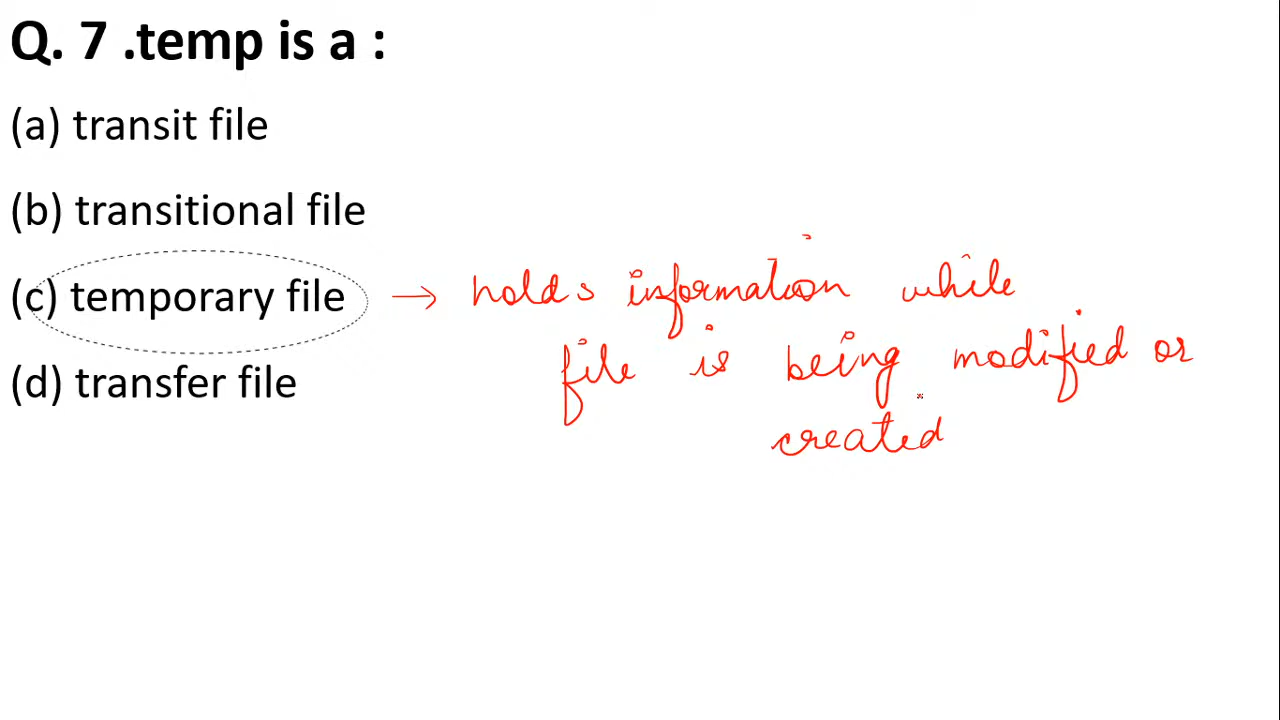 Q. 7 .temp is a :
(a) transit file
(b) transitional file
(c) temporary file → holds information while
file is being modified or
created
(d) transfer file